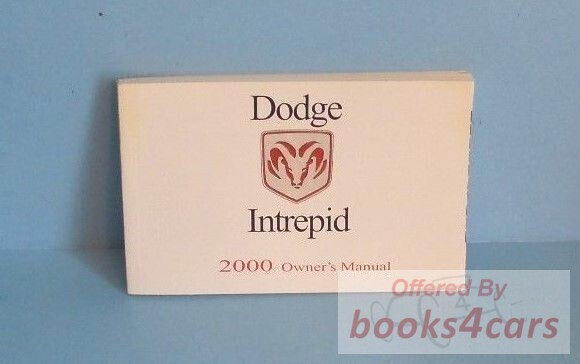 Dodge
Intrepid
2000 Owner's Manual
Offered By
books4cars